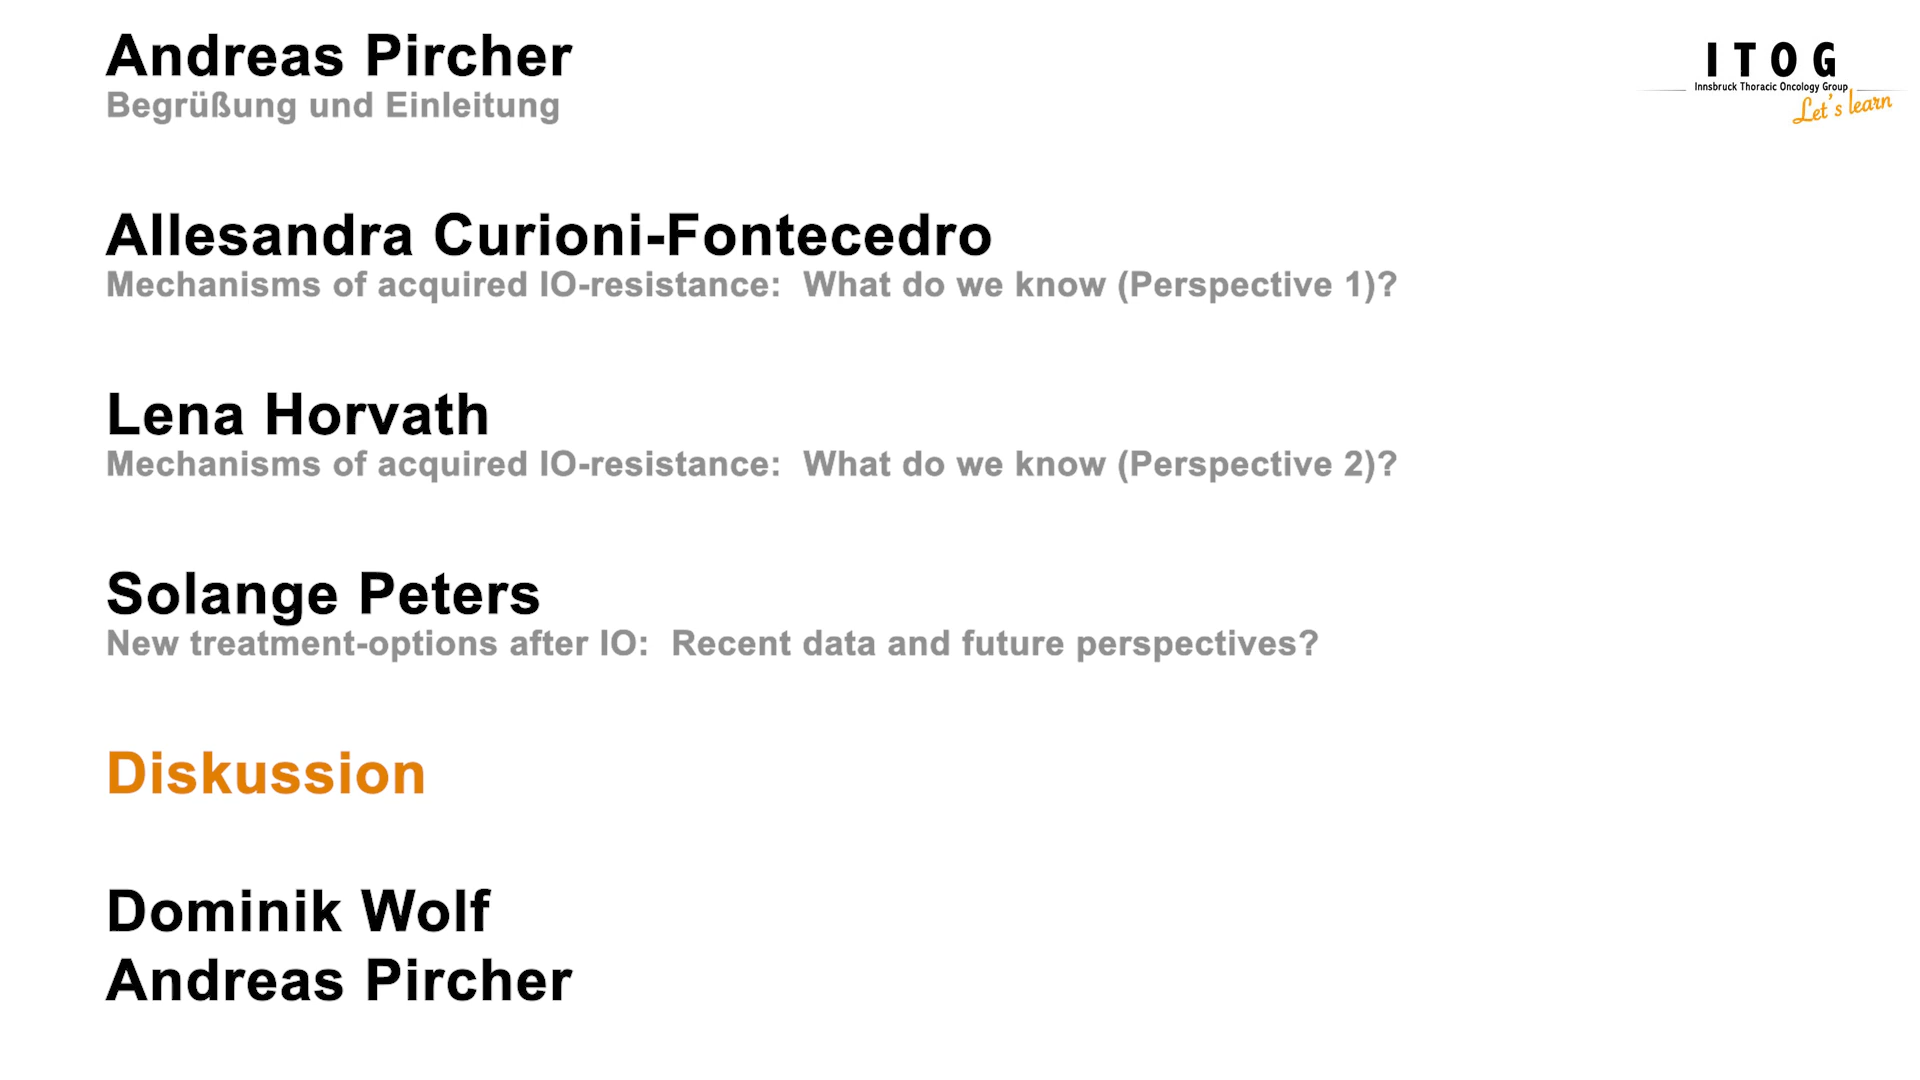 Andreas Pircher
Begrüßung und Einleitung
I T O G
Innsbruck Thoracic Oncology Group
Let's learn
Allesandra Curioni-Fontecedro
Mechanisms of acquired IO-resistance: What do we know (Perspective 1)?
Lena Horvath
Mechanisms of acquired IO-resistance: What do we know (Perspective 2)?
Solange Peters
New treatment-options after IO: Recent data and future perspectives?
Diskussion
Dominik Wolf
Andreas Pircher